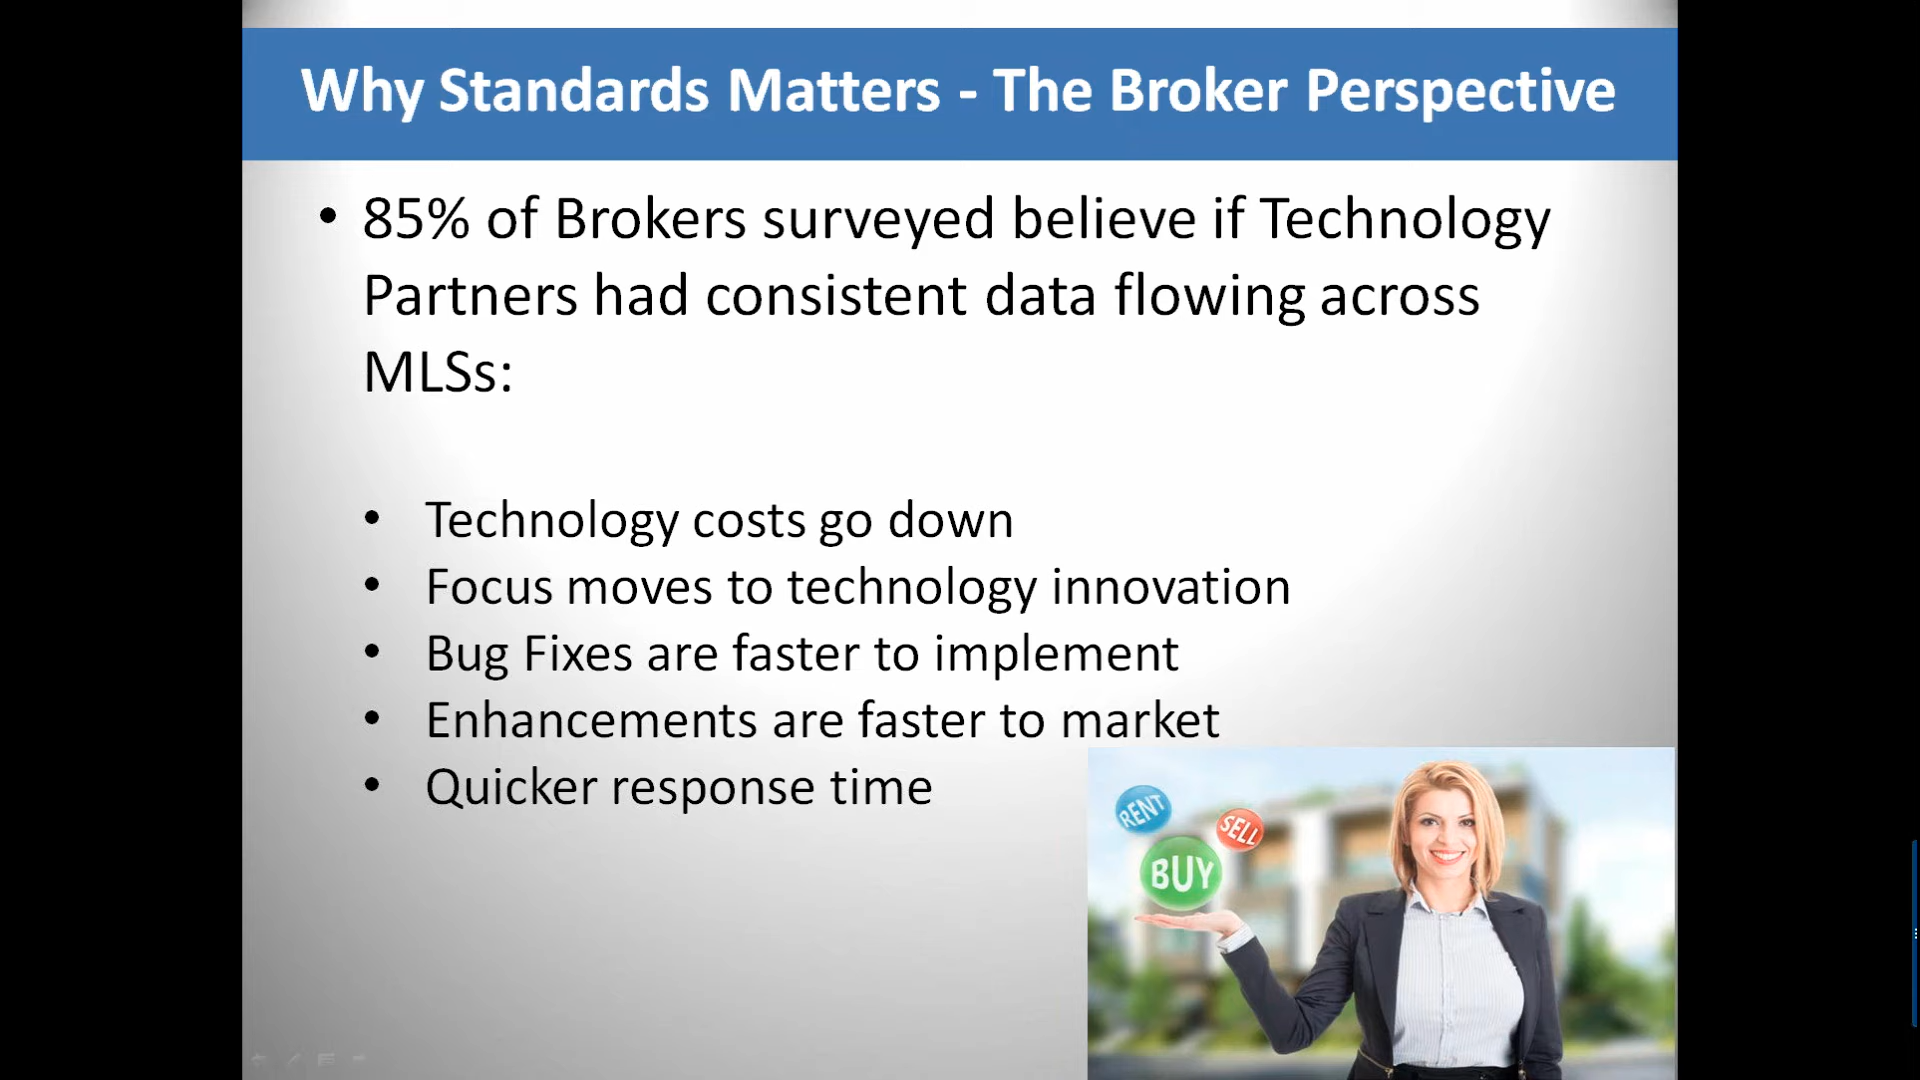 Why Standards Matters - The Broker Perspective
• 85% of Brokers surveyed believe if Technology
Partners had consistent data flowing across
MLSs:
• Technology costs go down
• Focus moves to technology innovation
• Bug Fixes are faster to implement
• Enhancements are faster to market
• Quicker response time
RENT
SELL
BUY